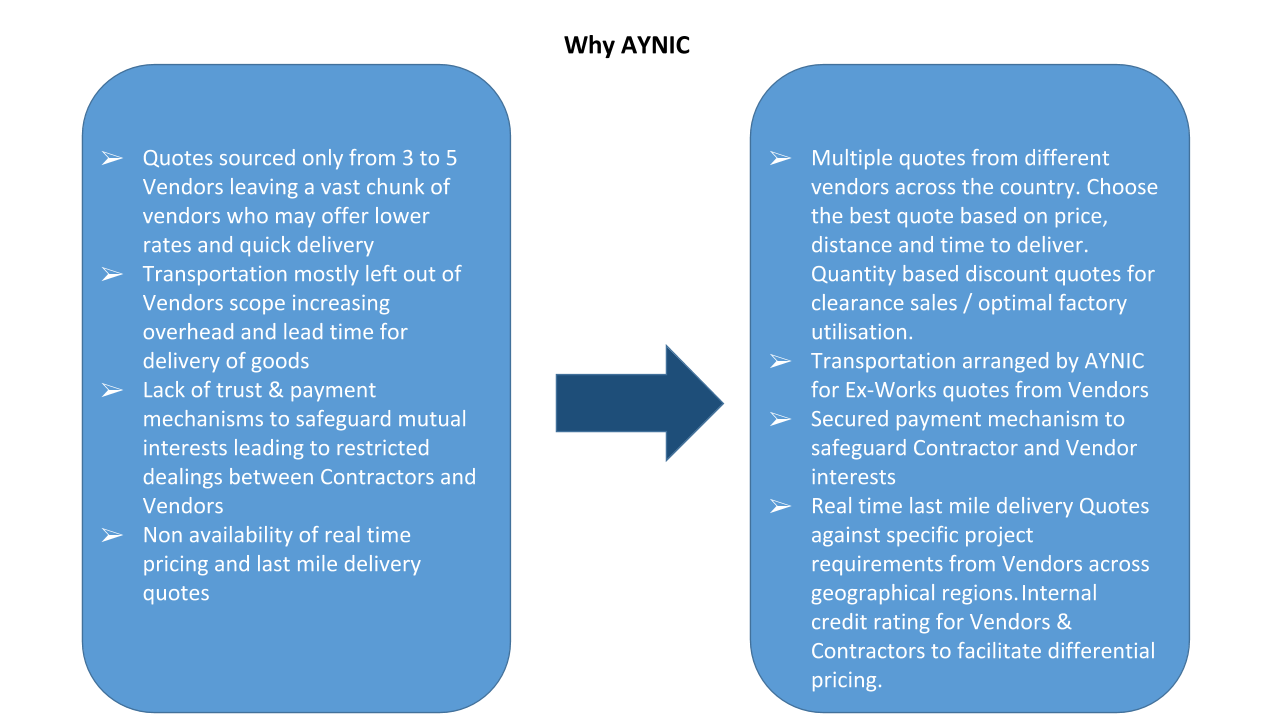 Why AYNIC
➢ Quotes sourced only from 3 to 5
Vendors leaving a vast chunk of
vendors who may offer lower
rates and quick delivery
➢ Transportation mostly left out of
Vendors scope increasing
overhead and lead time for
delivery of goods
➢ Lack of trust & payment
mechanisms to safeguard mutual
interests leading to restricted
dealings between Contractors and
Vendors
➢ Non availability of real time
pricing and last mile delivery
quotes
➢ Multiple quotes from different
vendors across the country. Choose
the best quote based on price,
distance and time to deliver.
Quantity based discount quotes for
clearance sales / optimal factory
utilisation.
➢ Transportation arranged by AYNIC
for Ex-Works quotes from Vendors
➢ Secured payment mechanism to
safeguard Contractor and Vendor
interests
➢ Real time last mile delivery Quotes
against specific project
requirements from Vendors across
geographical regions. Internal
credit rating for Vendors &
Contractors to facilitate differential
pricing.